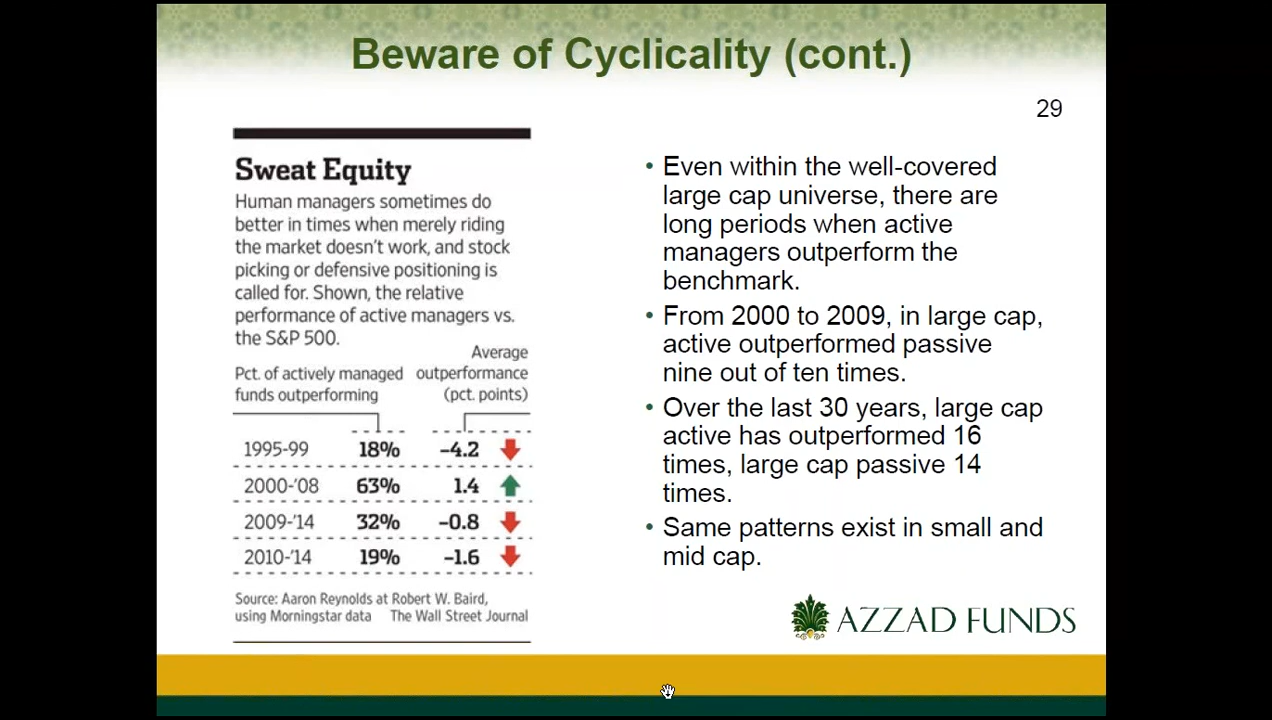 Beware of Cyclicality (cont.)
29
Sweat Equity
Human managers sometimes do
better in times when merely riding
the market doesn't work, and stock
picking or defensive positioning is
called for. Shown, the relative
performance of active managers vs.
the S&P 500.
Pct. of actively managed
funds outperforming
Average
outperformance
(pct. points)
1995-99 18% –4.2
2000-'08 63% 1.4
2009-'14 32% –0.8
2010-'14 19% –1.6
Source: Aaron Reynolds at Robert W. Baird,
using Morningstar data The Wall Street Journal
• Even within the well-covered
large cap universe, there are
long periods when active
managers outperform the
benchmark.
• From 2000 to 2009, in large cap,
active outperformed passive
nine out of ten times.
• Over the last 30 years, large cap
active has outperformed 16
times, large cap passive 14
times.
• Same patterns exist in small and
mid cap.
AZZAD FUNDS